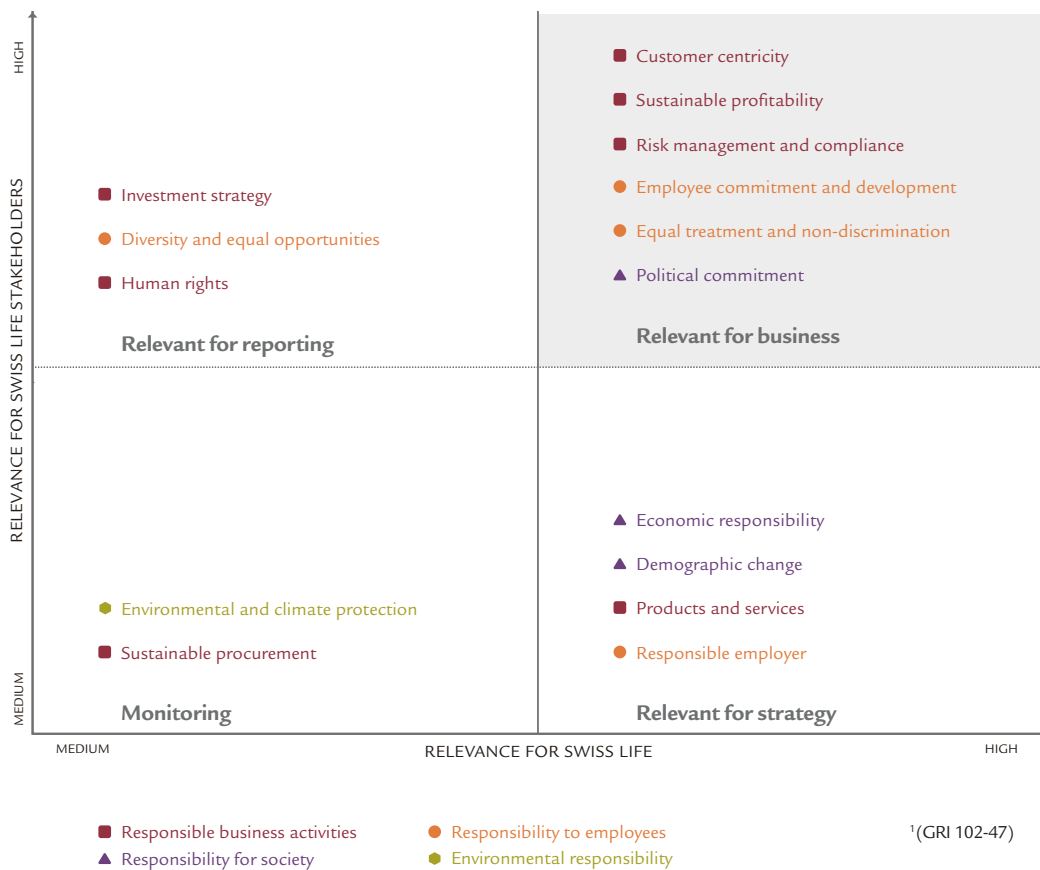 HIGH
RELEVANCE FOR SWISS LIFE STAKEHOLDERS
MEDIUM
Investment strategy
Diversity and equal opportunities
Human rights
Relevant for reporting
Customer centricity
Sustainable profitability
Risk management and compliance
Employee commitment and development
Equal treatment and non-discrimination
Political commitment
Relevant for business
Environmental and climate protection
Sustainable procurement
Monitoring
Economic responsibility
Demographic change
Products and services
Responsible employer
Relevant for strategy
MEDIUM
RELEVANCE FOR SWISS LIFE
HIGH
Responsible business activities
Responsibility for society
Responsibility to employees
Environmental responsibility
¹(GRI 102-47)